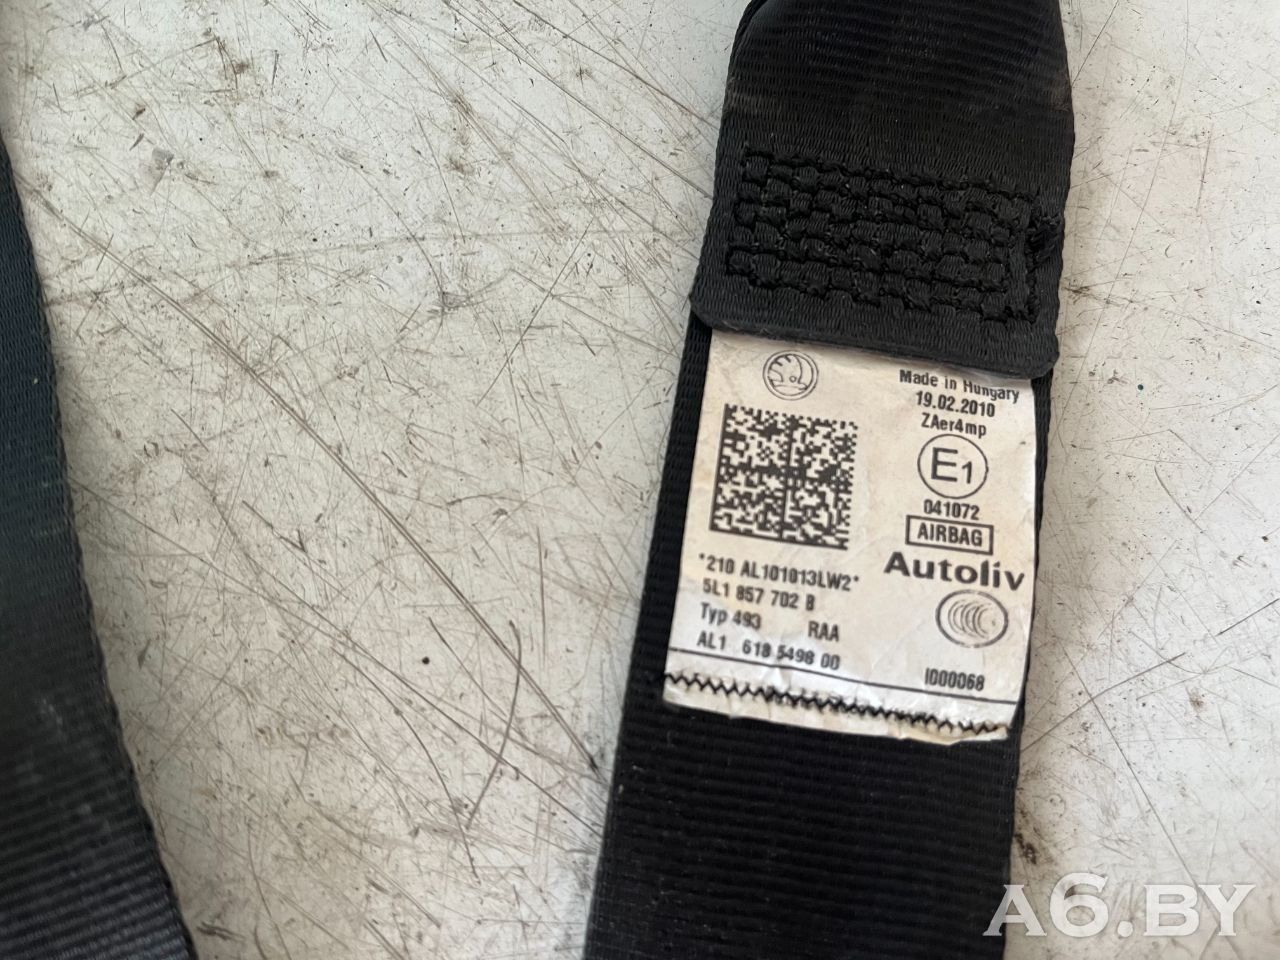 Made in Hungary
19.02.2010
ZAer4mp
E1
041072
AIRBAG
Autoliv
*210 AL101013LW2*
5L1 857 702 B
Typ 493 RAA
AL1 618 5498 00
I000068
A6.BY